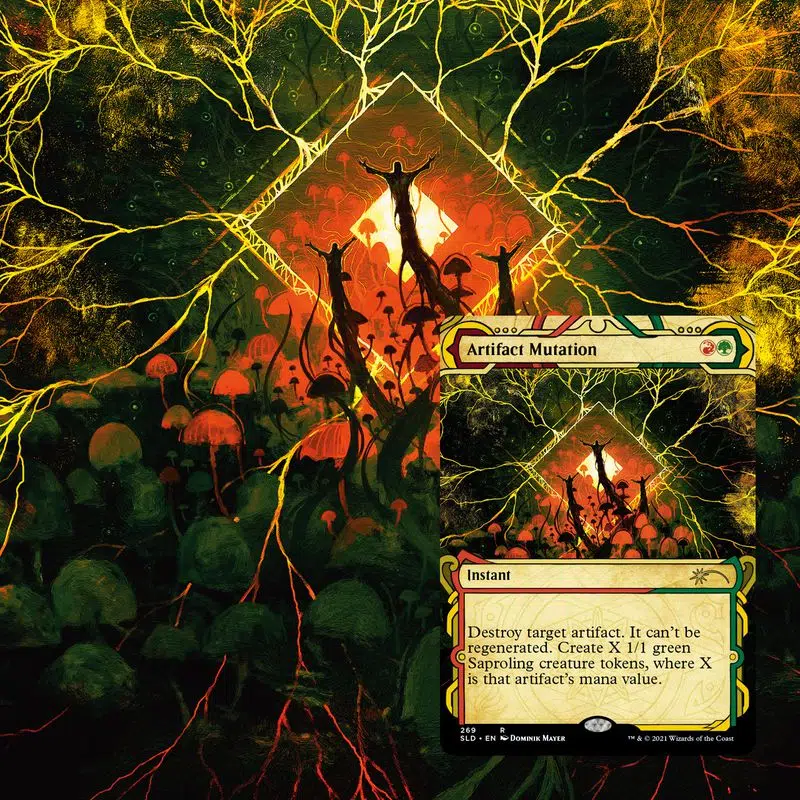 Artifact Mutation
Instant
Destroy target artifact. It can't be
regenerated. Create X 1/1 green
Saproling creature tokens, where X
is that artifact's mana value.
269 R
SLD • EN Dominik Mayer ™ & © 2021 Wizards of the Coast